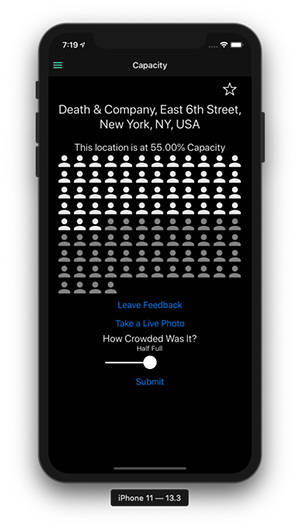 7:19
Capacity
Death & Company, East 6th Street,
New York, NY, USA
This location is at 55.00% Capacity
Leave Feedback
Take a Live Photo
How Crowded Was It?
Half Full
Submit
iPhone 11 — 13.3